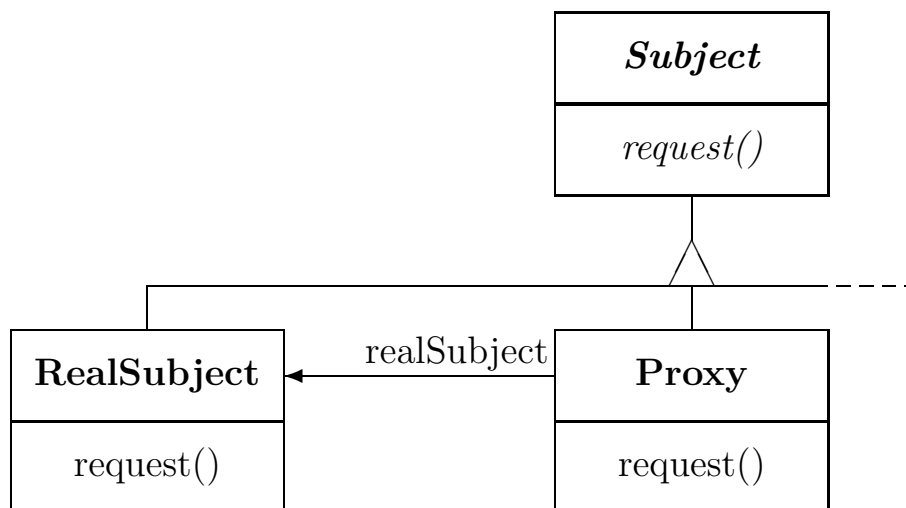 Subject
request()
realSubject
RealSubject
Proxy
request()
request()